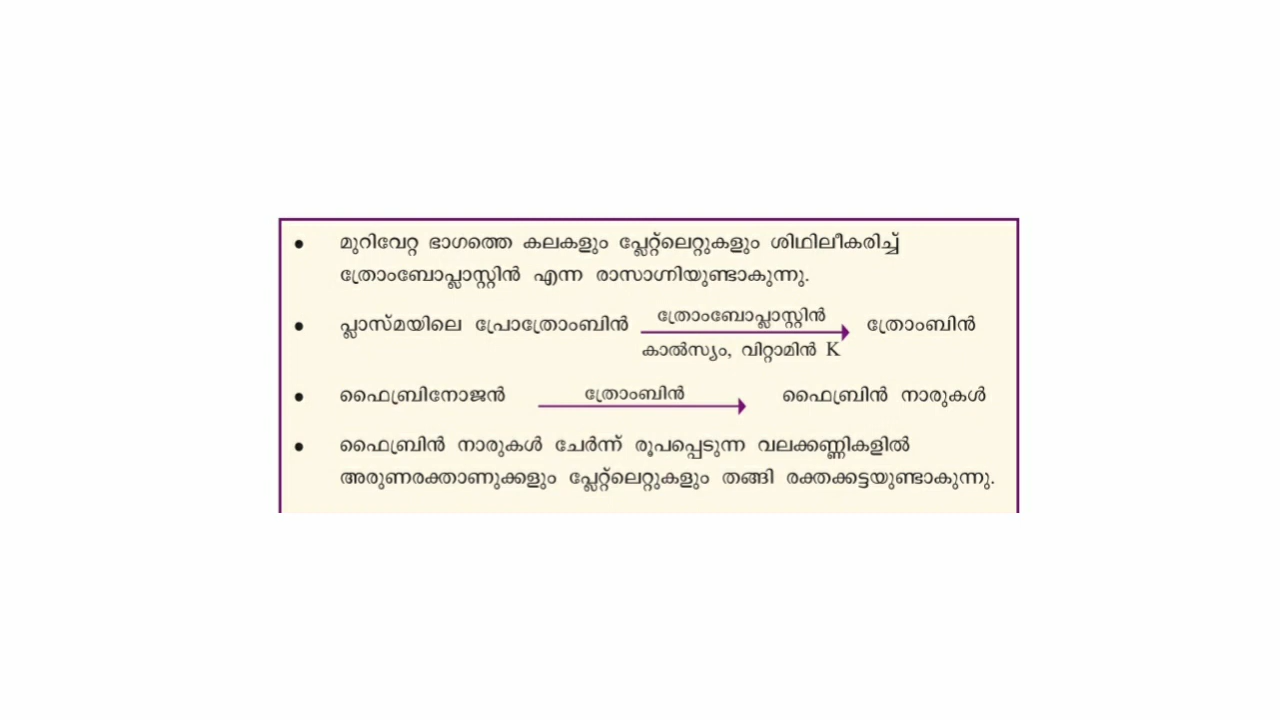 • മുറിവേറ്റ ഭാഗത്തെ കലകളും പ്ലേറ്റ്‌ലെറ്റുകളും ശിഥിലീകരിച്ച്
ത്രോംബോപ്ലാസ്റ്റിൻ എന്ന രാസാഗ്നിയുണ്ടാകുന്നു.
ത്രോംബോപ്ലാസ്റ്റിൻ
• പ്ലാസ്മയിലെ പ്രോത്രോംബിൻ → ത്രോംബിൻ
കാൽസ്യം, വിറ്റാമിൻ K
ത്രോംബിൻ
• ഫൈബ്രിനോജൻ → ഫൈബ്രിൻ നാരുകൾ
• ഫൈബ്രിൻ നാരുകൾ ചേർന്ന് രൂപപ്പെടുന്ന വലക്കണ്ണികളിൽ
അരുണരക്താണുക്കളും പ്ലേറ്റ്‌ലെറ്റുകളും തങ്ങി രക്തക്കട്ടയുണ്ടാകുന്നു.